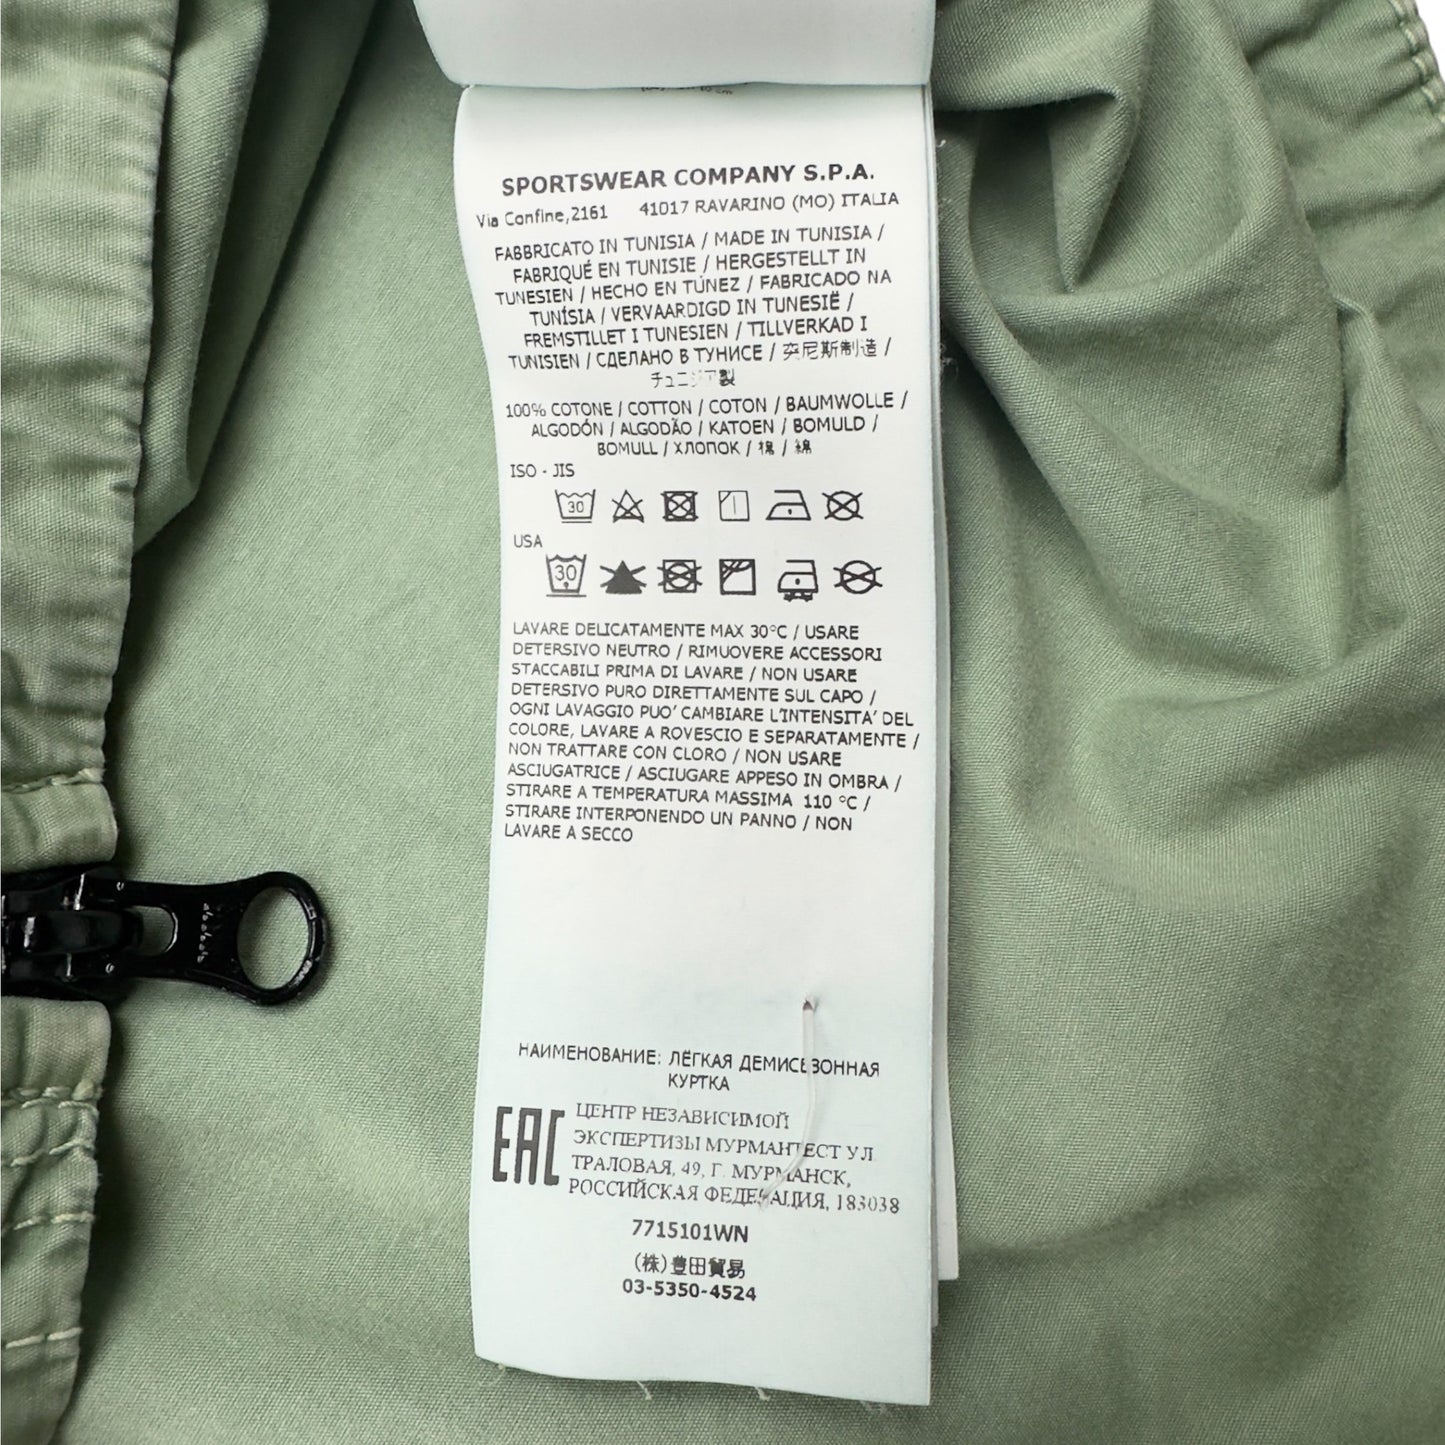 SPORTSWEAR COMPANY S.P.A.
Via Confine,2161 41017 RAVARINO (MO) ITALIA
FABBRICATO IN TUNISIA / MADE IN TUNISIA /
FABRIQUÉ EN TUNISIE / HERGESTELLT IN
TUNESIEN / HECHO EN TÚNEZ / FABRICADO NA
TUNÍSIA / VERVAARDIGD IN TUNESIË /
FREMSTILLET I TUNESIEN / TILLVERKAD I
TUNISIEN / СДЕЛАНО В ТУНИСЕ / 突尼斯制造 /
チュニジア製
100% COTONE / COTTON / COTON / BAUMWOLLE /
ALGODÓN / ALGODÃO / KATOEN / BOMULD /
BOMULL / ХЛОПОК / 棉 / 綿
ISO - JIS
30
USA
30
LAVARE DELICATAMENTE MAX 30°C / USARE
DETERSIVO NEUTRO / RIMUOVERE ACCESSORI
STACCABILI PRIMA DI LAVARE / NON USARE
DETERSIVO PURO DIRETTAMENTE SUL CAPO /
OGNI LAVAGGIO PUO' CAMBIARE L'INTENSITA' DEL
COLORE, LAVARE A ROVESCIO E SEPARATAMENTE /
NON TRATTARE CON CLORO / NON USARE
ASCIUGATRICE / ASCIUGARE APPESO IN OMBRA /
STIRARE A TEMPERATURA MASSIMA 110 °C /
STIRARE INTERPONENDO UN PANNO / NON
LAVARE A SECCO
НАИМЕНОВАНИЕ: ЛЁГКАЯ ДЕМИСЕЗОННАЯ
КУРТКА
EAC
ЦЕНТР НЕЗАВИСИМОЙ
ЭКСПЕРТИЗЫ МУРМАНТЕСТ УЛ
ТРАЛОВАЯ, 49, Г. МУРМАНСК,
РОССИЙСКАЯ ФЕДЕРАЦИЯ, 183038
7715101WN
(株)豊田貿易
03-5350-4524